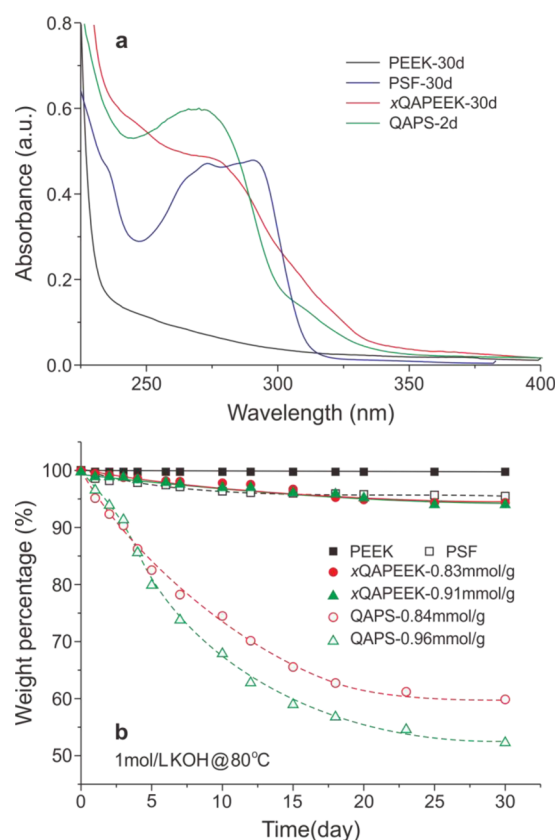 0.8
a
PEEK-30d
PSF-30d
xQAPEEK-30d
QAPS-2d
0.6
0.4
0.2
0.0
Absorbance (a.u.)
250 300 350 400
Wavelength (nm)
100
90
80
70
60
50
Weight percentage (%)
PEEK PSF
xQAPEEK-0.83mmol/g
xQAPEEK-0.91mmol/g
QAPS-0.84mmol/g
QAPS-0.96mmol/g
b
1mol/LKOH@80°C
0 5 10 15 20 25 30
Time(day)